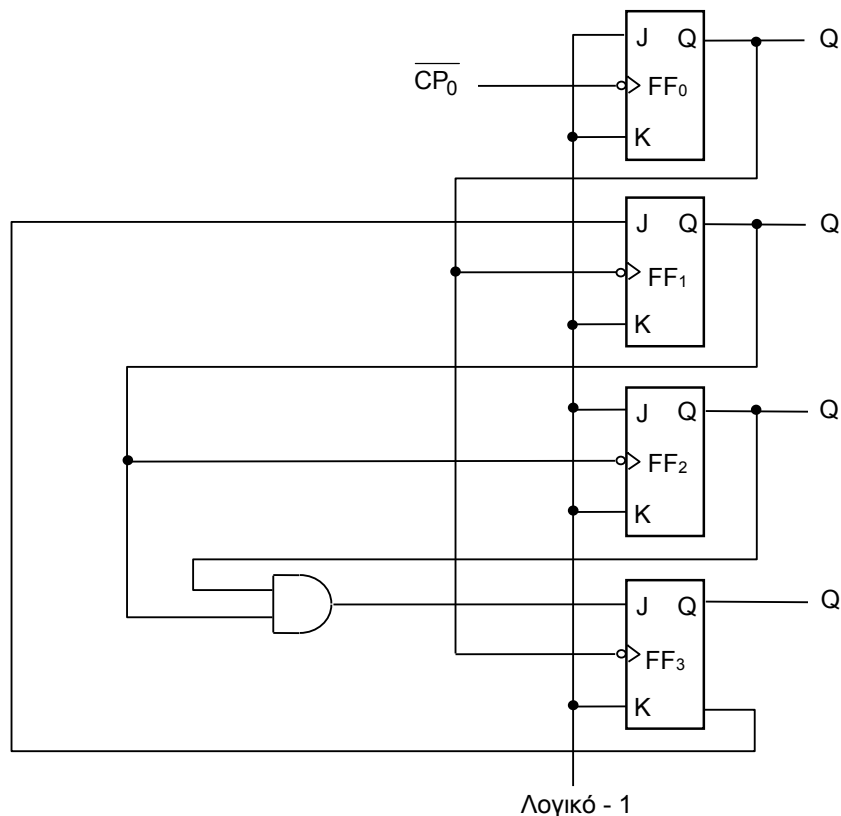 J Q Q
CP0 FF0
K
J Q Q
FF1
K
J Q Q
FF2
K
J Q Q
FF3
K
Λογικό - 1